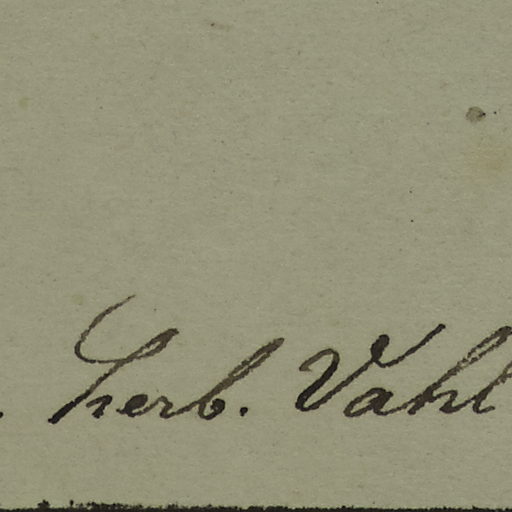 . herb. Vahl